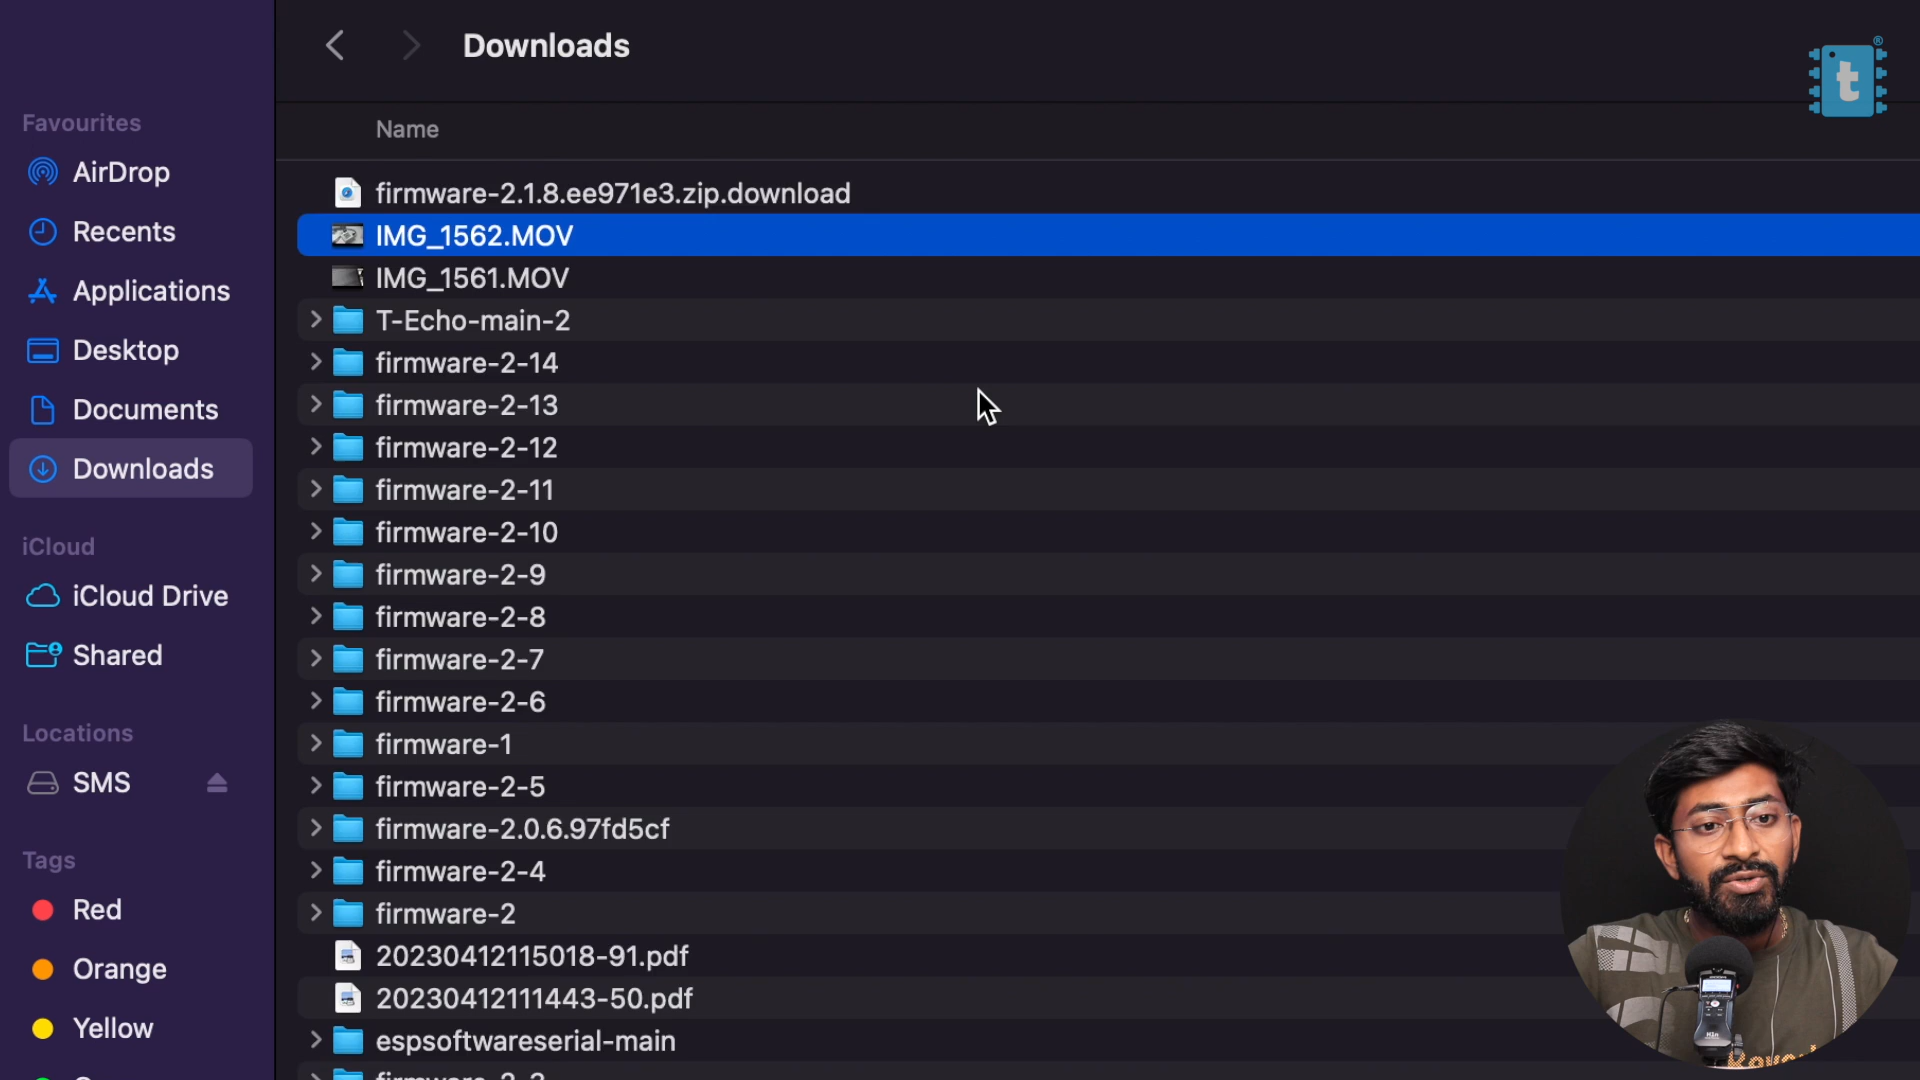 Downloads
t
®
Favourites
AirDrop
Recents
Applications
Desktop
Documents
Downloads
iCloud
iCloud Drive
Shared
Locations
SMS
Tags
Red
Orange
Yellow
Name
firmware-2.1.8.ee971e3.zip.download
IMG_1562.MOV
IMG_1561.MOV
T-Echo-main-2
firmware-2-14
firmware-2-13
firmware-2-12
firmware-2-11
firmware-2-10
firmware-2-9
firmware-2-8
firmware-2-7
firmware-2-6
firmware-1
firmware-2-5
firmware-2.0.6.97fd5cf
firmware-2-4
firmware-2
20230412115018-91.pdf
20230412111443-50.pdf
espsoftwareserial-main